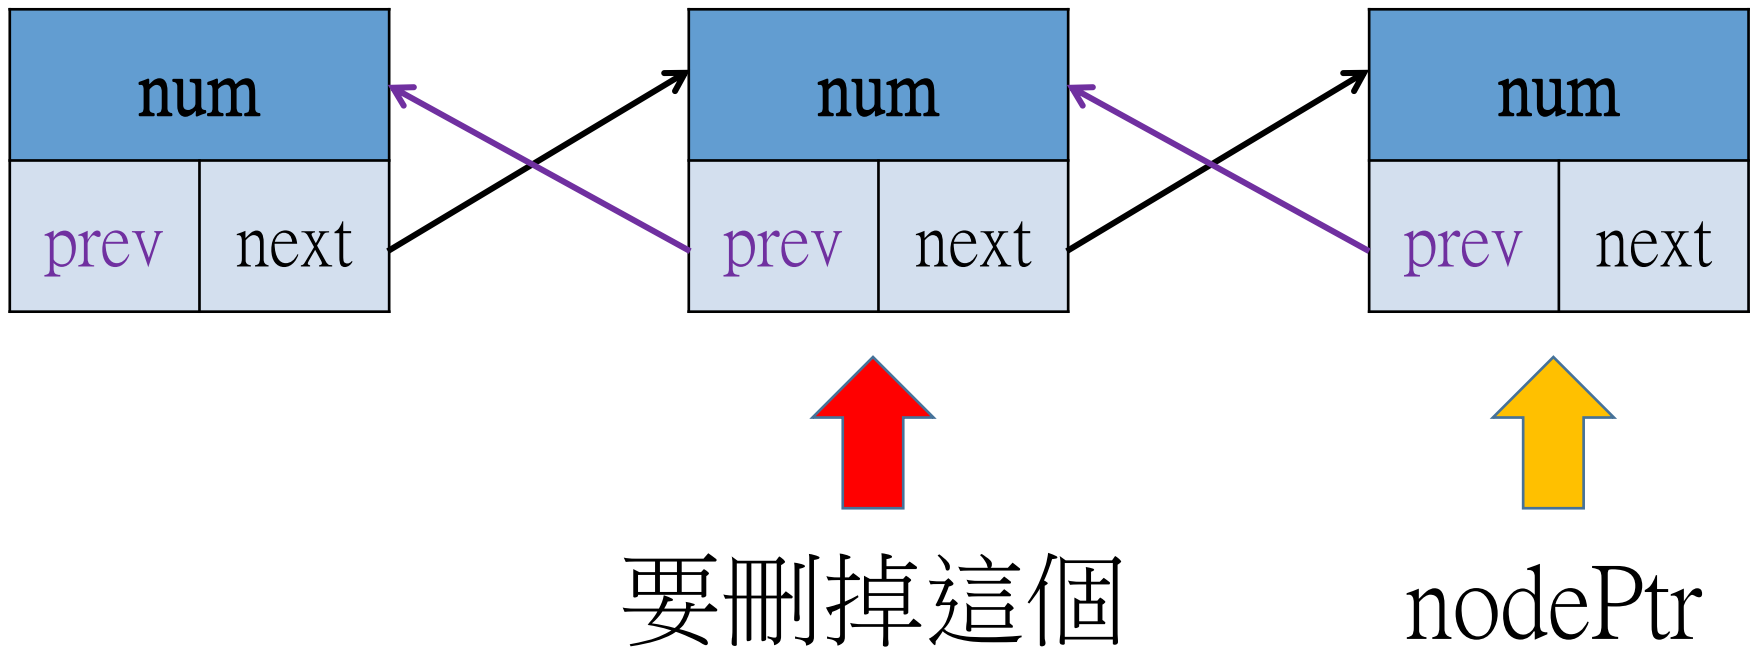 num num num
prev next prev next prev next
要刪掉這個 nodePtr